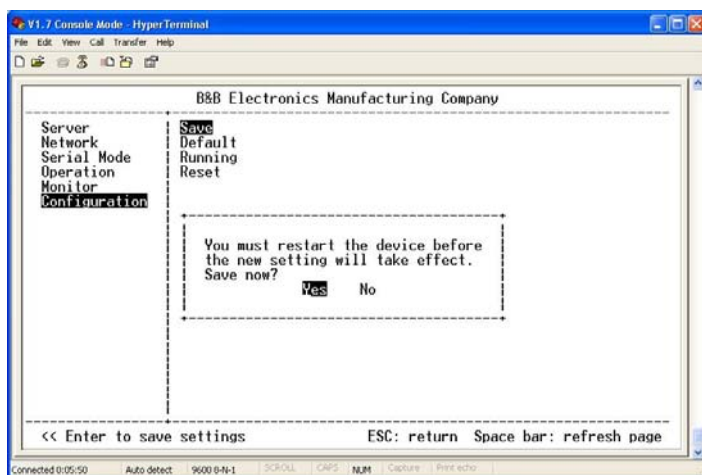 V1.7 Console Mode - HyperTerminal
File Edit View Call Transfer Help
B&B Electronics Manufacturing Company
Server
Network
Serial Mode
Operation
Monitor
Configuration
Save
Default
Running
Reset
You must restart the device before
the new setting will take effect.
Save now?
Yes No
<< Enter to save settings ESC: return Space bar: refresh page
Connected 0:05:50 Auto detect 9600 8-N-1 SCROLL CAPS NUM Capture Print echo